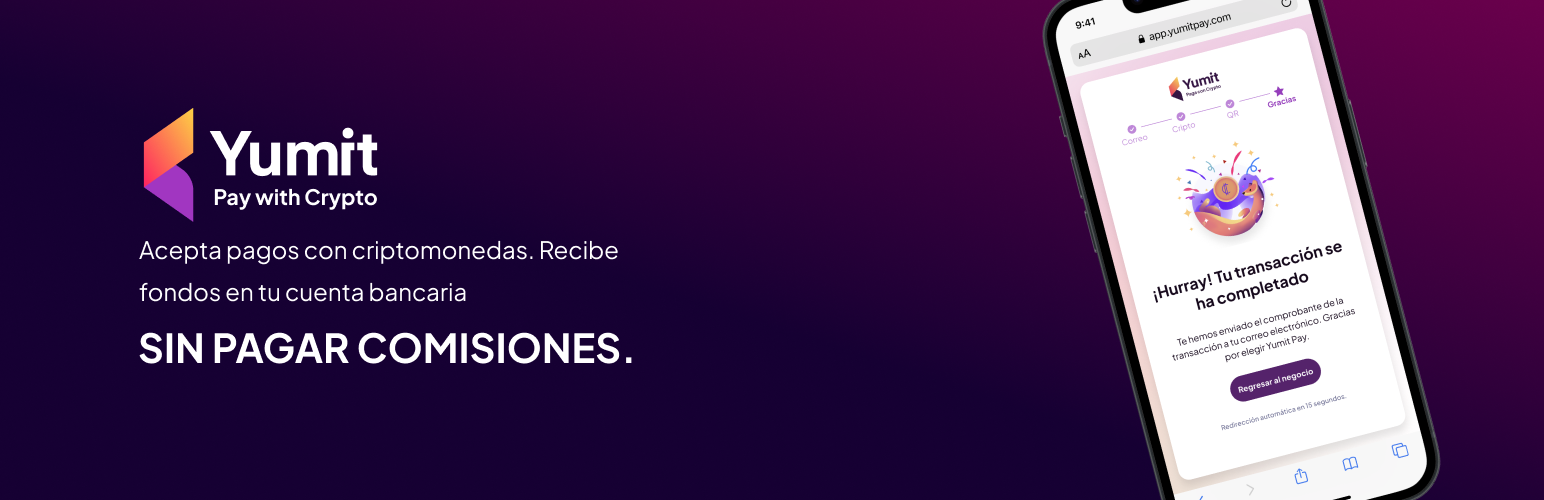 Yumit
Pay with Crypto
Acepta pagos con criptomonedas. Recibe
fondos en tu cuenta bancaria
SIN PAGAR COMISIONES.
9:41
AA
app.yumitpay.com
Yumit
Paga con Crypto
Correo
Cripto
QR
Gracias
¡Hurray! Tu transacción se
ha completado
Te hemos enviado el comprobante de la
transacción a tu correo electrónico. Gracias
por elegir Yumit Pay.
Regresar al negocio
Redirección automática en 15 segundos.